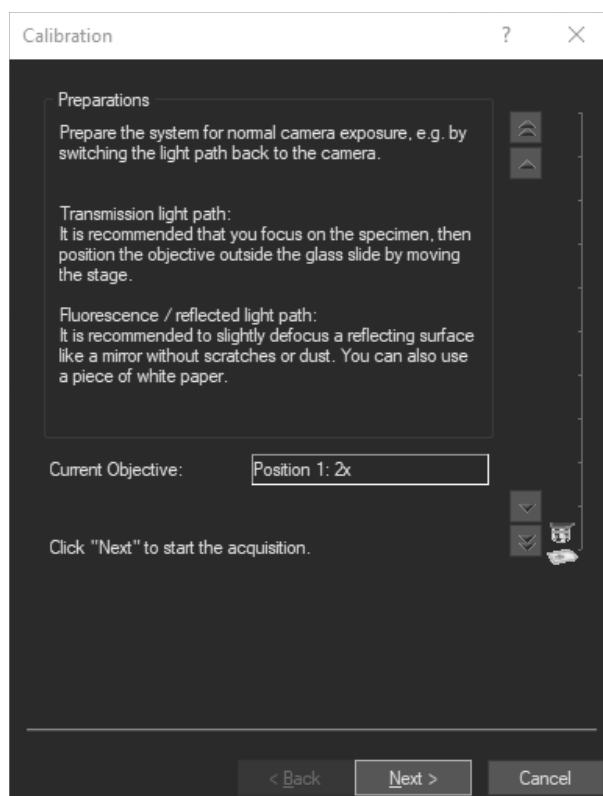 Calibration
?
Preparations
Prepare the system for normal camera exposure, e.g. by
switching the light path back to the camera.
Transmission light path:
It is recommended that you focus on the specimen, then
position the objective outside the glass slide by moving
the stage.
Fluorescence / reflected light path:
It is recommended to slightly defocus a reflecting surface
like a mirror without scratches or dust. You can also use
a piece of white paper.
Current Objective: Position 1: 2x
Click "Next" to start the acquisition.
< Back Next > Cancel